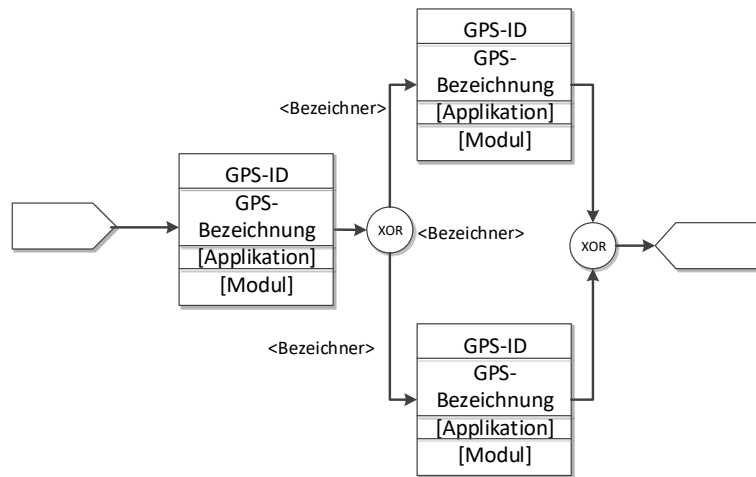 GPS-ID
GPS-
Bezeichnung
[Applikation]
[Modul]
<Bezeichner>
GPS-ID
GPS-
Bezeichnung
[Applikation]
[Modul]
XOR
<Bezeichner>
XOR
<Bezeichner>
GPS-ID
GPS-
Bezeichnung
[Applikation]
[Modul]